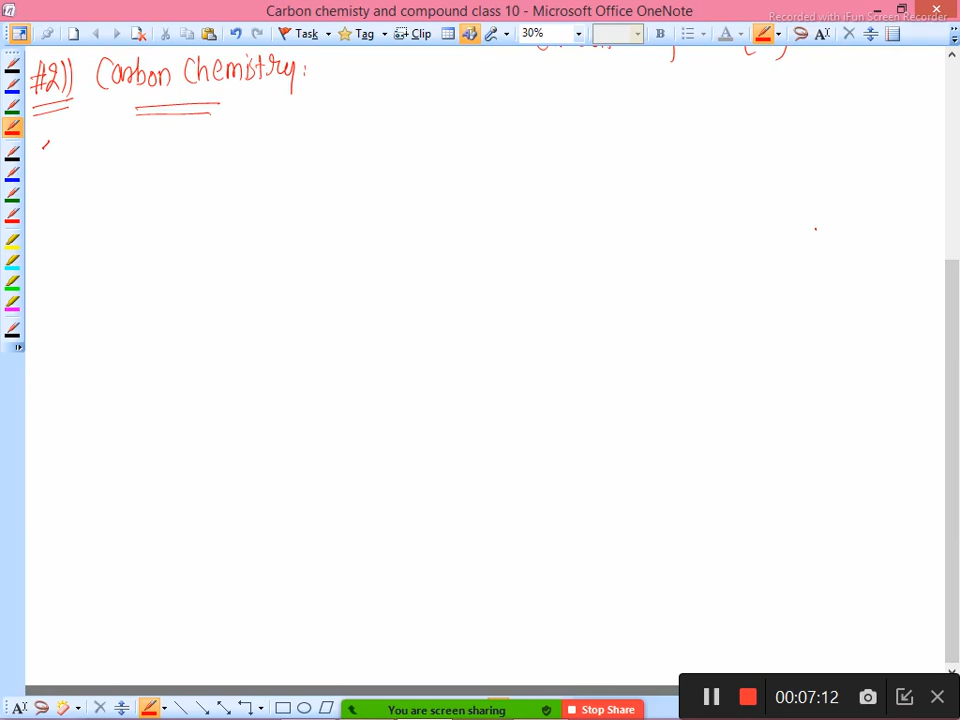 Carbon chemisty and compound class 10 - Microsoft Office OneNote
Recorded with iFun Screen Recorder
Task Tag Clip 30% B A A
#2)) Carbon Chemistry:
A You are screen sharing Stop Share
00:07:12